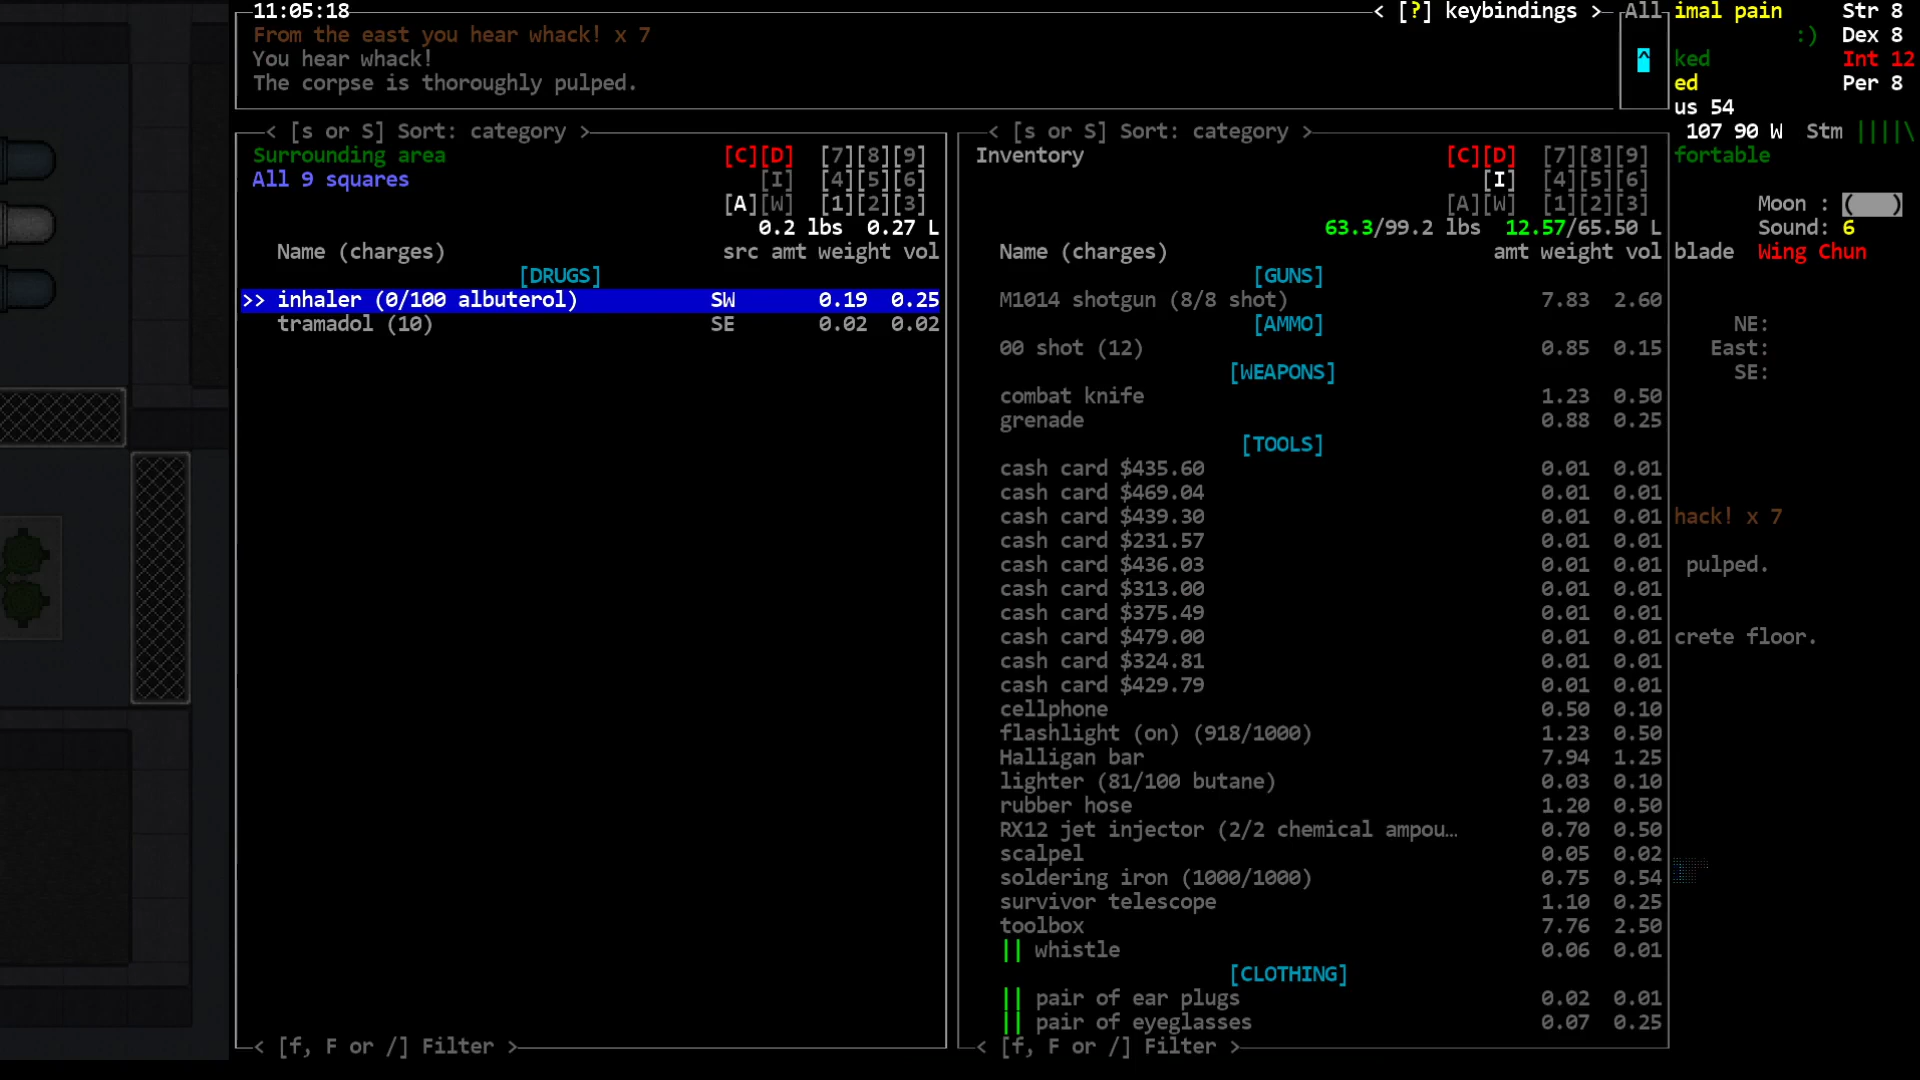 11:05:18 < [?] keybindings > All imal pain Str 8
From the east you hear whack! x 7 :) Dex 8
You hear whack! ^ ked Int 12
The corpse is thoroughly pulped. ed Per 8
us 54
< [s or S] Sort: category > < [s or S] Sort: category > 107 90 W Stm ||||\
Surrounding area [C][D] [7][8][9] Inventory [C][D] [7][8][9] fortable
All 9 squares [I] [4][5][6] [I] [4][5][6]
[A][W] [1][2][3] [A][W] [1][2][3] Moon : ( )
0.2 lbs 0.27 L 63.3/99.2 lbs 12.57/65.50 L Sound: 6
Name (charges) src amt weight vol Name (charges) amt weight vol blade Wing Chun
[DRUGS] [GUNS]
>> inhaler (0/100 albuterol) SW 0.19 0.25 M1014 shotgun (8/8 shot) 7.83 2.60
tramadol (10) SE 0.02 0.02 [AMMO] NE:
00 shot (12) 0.85 0.15 East:
[WEAPONS] SE:
combat knife 1.23 0.50
grenade 0.88 0.25
[TOOLS]
cash card $435.60 0.01 0.01
cash card $469.04 0.01 0.01
cash card $439.30 0.01 0.01 hack! x 7
cash card $231.57 0.01 0.01
cash card $436.03 0.01 0.01 pulped.
cash card $313.00 0.01 0.01
cash card $375.49 0.01 0.01
cash card $479.00 0.01 0.01 crete floor.
cash card $324.81 0.01 0.01
cash card $429.79 0.01 0.01
cellphone 0.50 0.10
flashlight (on) (918/1000) 1.23 0.50
Halligan bar 7.94 1.25
lighter (81/100 butane) 0.03 0.10
rubber hose 1.20 0.50
RX12 jet injector (2/2 chemical ampou… 0.70 0.50
scalpel 0.05 0.02
soldering iron (1000/1000) 0.75 0.54
survivor telescope 1.10 0.25
toolbox 7.76 2.50
|| whistle 0.06 0.01
[CLOTHING]
|| pair of ear plugs 0.02 0.01
|| pair of eyeglasses 0.07 0.25
< [f, F or /] Filter > < [f, F or /] Filter >